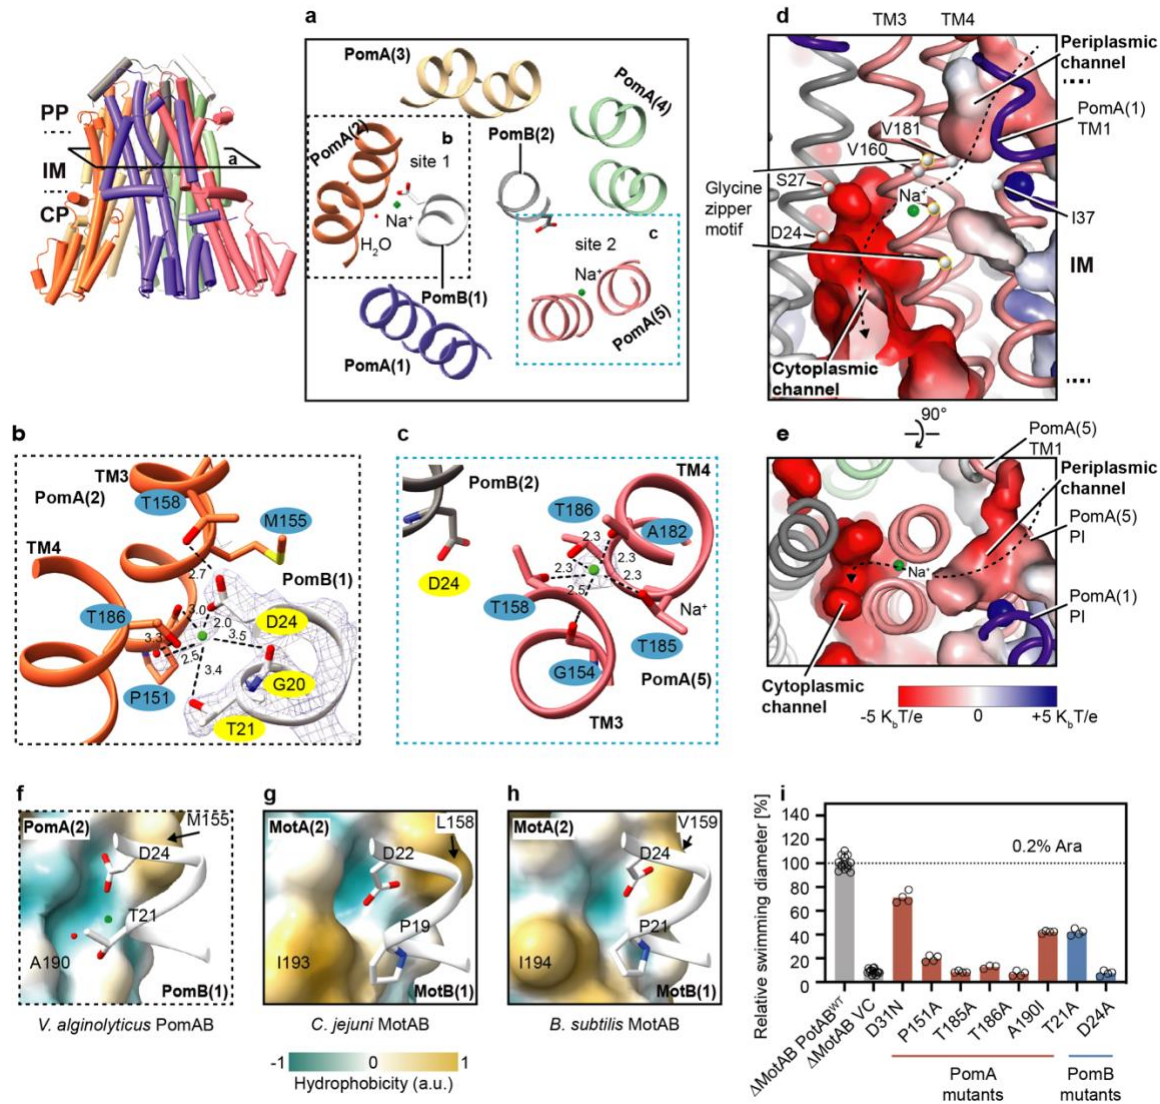 a
PP
IM
CP
a
PomA(3)
PomA(4)
PomA(2)
b
site 1
PomB(2)
Na⁺
H₂O
c
site 2
Na⁺
PomB(1)
PomA(5)
PomA(1)
d
TM3 TM4
Periplasmic
channel
PomA(1)
TM1
V181
V160
S27
Na⁺
Glycine
zipper
motif
I37
D24
IM
Cytoplasmic
channel
90°
b
TM3
PomA(2)
T158
M155
TM4
2.7
PomB(1)
T186
3.0
2.0
D24
3.3
3.5
2.5
3.4
G20
P151
T21
c
TM4
PomB(2)
T186
A182
2.3
2.3
2.3
2.3
D24
2.5
T158
Na⁺
T185
G154
PomA(5)
TM3
e
PomA(5)
TM1
Periplasmic
channel
PomA(5)
PI
Na⁺
PomA(1)
PI
Cytoplasmic
channel
-5 KbT/e 0 +5 KbT/e
f
PomA(2)
M155
D24
T21
A190
PomB(1)
V. alginolyticus PomAB
g
MotA(2)
L158
D22
P19
I193
MotB(1)
C. jejuni MotAB
h
MotA(2)
V159
D24
P21
I194
MotB(1)
B. subtilis MotAB
-1 0 1
Hydrophobicity (a.u.)
i
Relative swimming diameter [%]
140
120
100
80
60
40
20
0
0.2% Ara
ΔMotAB PotABᵂᵀ
ΔMotAB VC
D31N
P151A
T185A
T186A
A190I
T21A
D24A
PomA
mutants
PomB
mutants